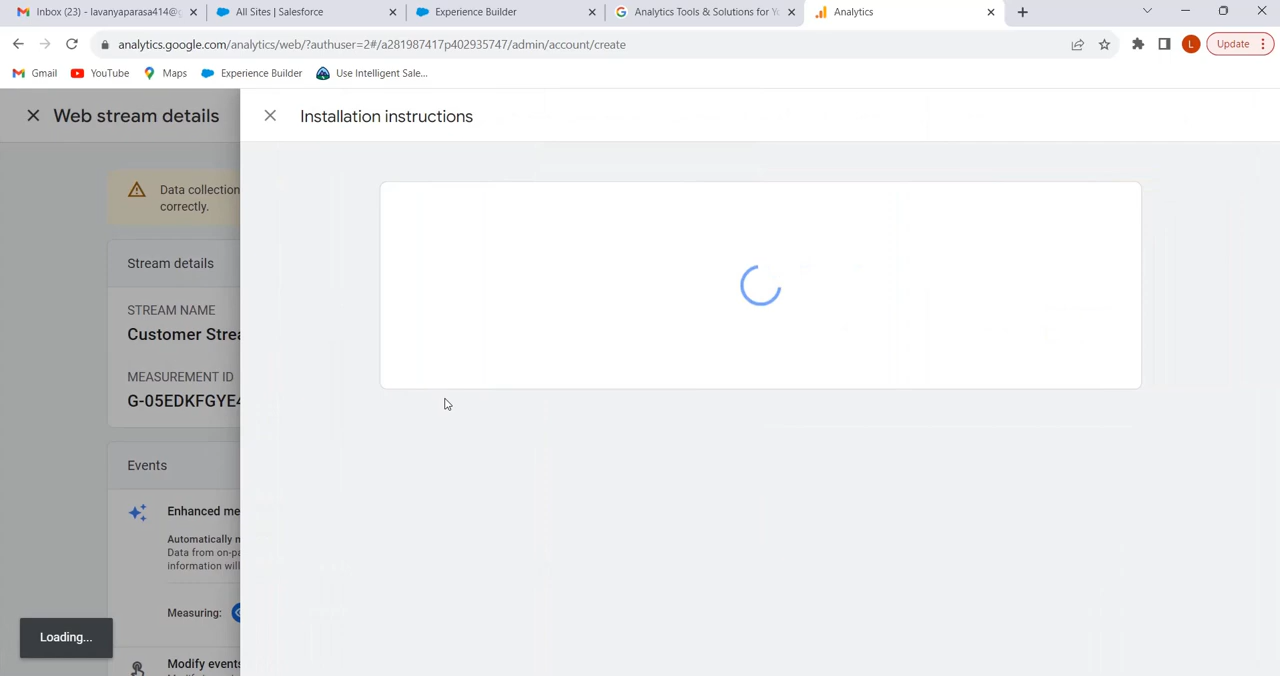 Inbox (23) - lavanyaparasa414@g
All Sites | Salesforce
Experience Builder
Analytics Tools & Solutions for Yo
Analytics
analytics.google.com/analytics/web/?authuser=2#/a281987417p402935747/admin/account/create
L
Update
Gmail
YouTube
Maps
Experience Builder
Use Intelligent Sale...
Web stream details
Installation instructions
Data collection
correctly.
Stream details
STREAM NAME
Customer Strea
MEASUREMENT ID
G-05EDKFGYE4
Events
Enhanced me
Automatically m
Data from on-pa
information will
Measuring:
Loading...
Modify events